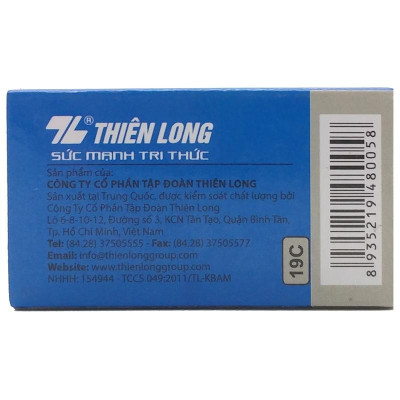 TL® THIÊN LONG
SỨC MẠNH TRI THỨC
Sản phẩm của:
CÔNG TY CỔ PHẦN TẬP ĐOÀN THIÊN LONG
Sản xuất tại Trung Quốc, được kiểm soát chất lượng bởi
Công Ty Cổ Phần Tập Đoàn Thiên Long
Lô 6-8-10-12, Đường số 3, KCN Tân Tạo, Quận Bình Tân,
Tp. Hồ Chí Minh, Việt Nam
Tel: (84.28) 37505555 - Fax: (84.28) 37505577
Email: info@thienlonggroup.com
Website: www.thienlonggroup.com
NHHH: 154944 - TCCS 049:2011/TL-KBAM
19C
8935219480058